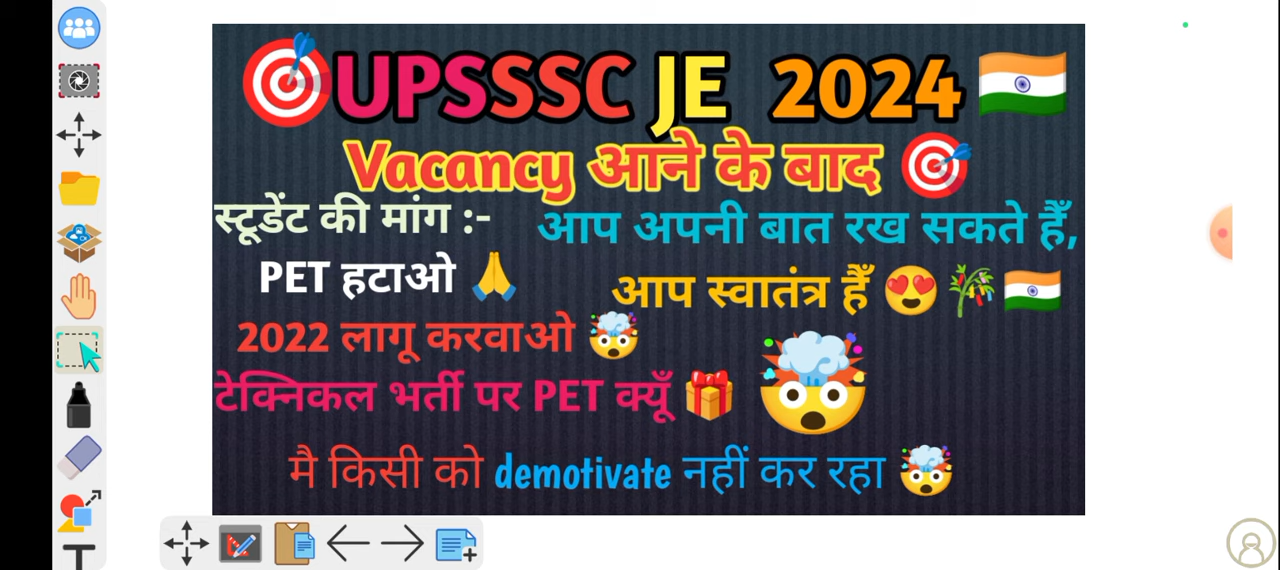 UPSSSC JE 2024
Vacancy आने के बाद
स्टूडेंट की मांग :-
आप अपनी बात रख सकते हैँ,
PET हटाओ
आप स्वातंत्र हैँ
2022 लागू करवाओ
टेक्निकल भर्ती पर PET क्यूँ
मै किसी को demotivate नहीं कर रहा
T